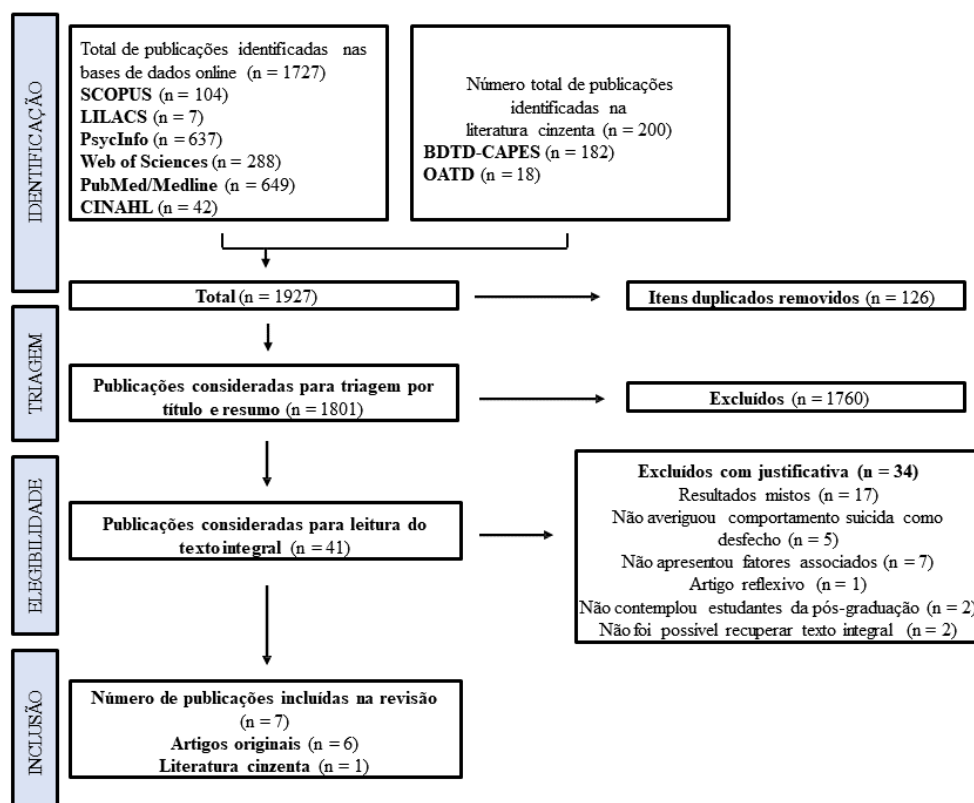 IDENTIFICAÇÃO
Total de publicações identificadas nas
bases de dados online (n = 1727)
SCOPUS (n = 104)
LILACS (n = 7)
PsycInfo (n = 637)
Web of Sciences (n = 288)
PubMed/Medline (n = 649)
CINAHL (n = 42)
Número total de publicações
identificadas na
literatura cinzenta (n = 200)
BDTD-CAPES (n = 182)
OATD (n = 18)
Total (n = 1927)
Itens duplicados removidos (n = 126)
TRIAGEM
Publicações consideradas para triagem por
título e resumo (n = 1801)
Excluídos (n = 1760)
ELEGIBILIDADE
Publicações consideradas para leitura do
texto integral (n = 41)
Excluídos com justificativa (n = 34)
Resultados mistos (n = 17)
Não averiguou comportamento suicida como
desfecho (n = 5)
Não apresentou fatores associados (n = 7)
Artigo reflexivo (n = 1)
Não contemplou estudantes da pós-graduação (n = 2)
Não foi possível recuperar texto integral (n = 2)
INCLUSÃO
Número de publicações incluídas na revisão
(n = 7)
Artigos originais (n = 6)
Literatura cinzenta (n = 1)